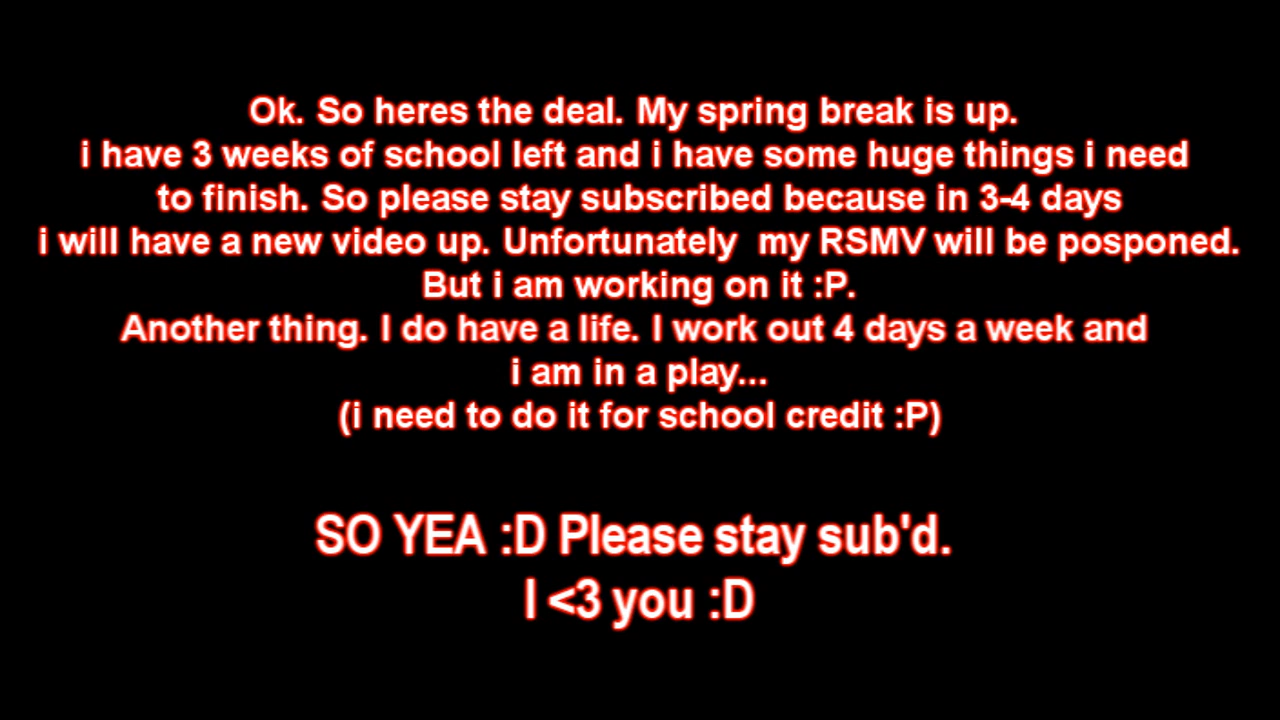 Ok. So heres the deal. My spring break is up.
i have 3 weeks of school left and i have some huge things i need
to finish. So please stay subscribed because in 3-4 days
i will have a new video up. Unfortunately  my RSMV will be posponed.
But i am working on it :P.
Another thing. I do have a life. I work out 4 days a week and
i am in a play...
(i need to do it for school credit :P)
SO YEA :D Please stay sub'd.
I <3 you :D